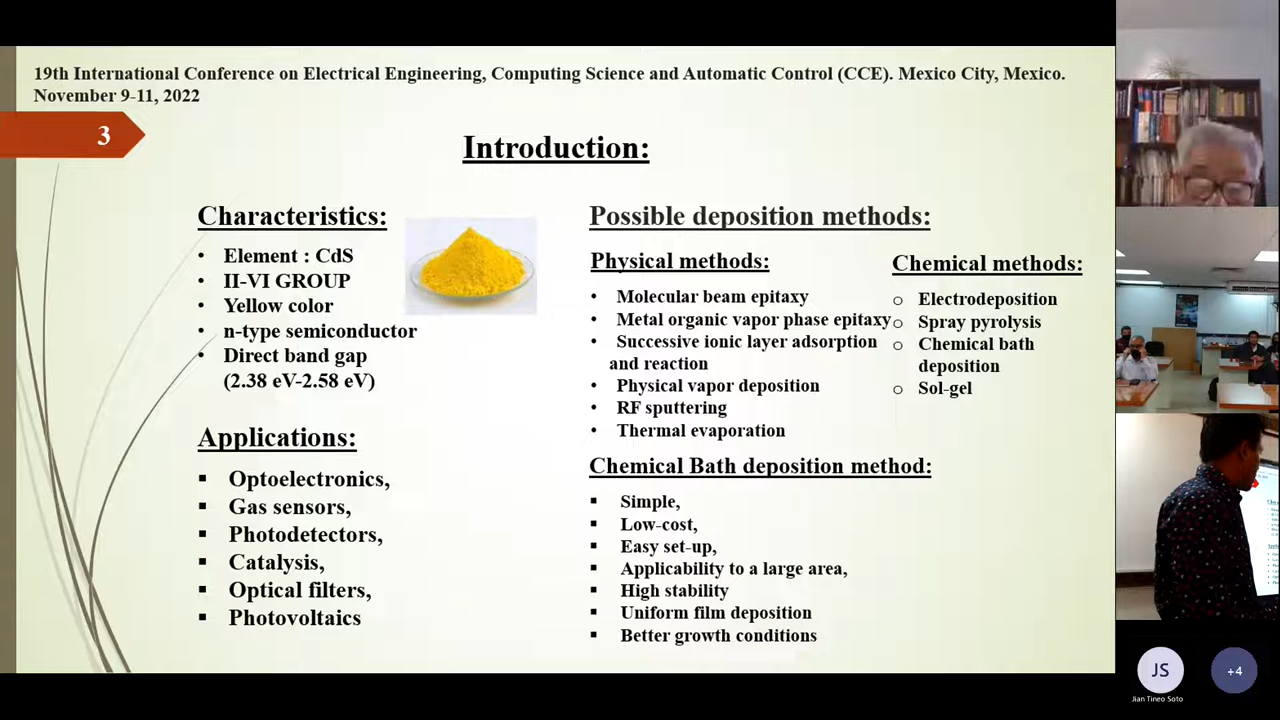 19th International Conference on Electrical Engineering, Computing Science and Automatic Control (CCE). Mexico City, Mexico.
November 9-11, 2022
3
Introduction:
Characteristics:
• Element : CdS
• II-VI GROUP
• Yellow color
• n-type semiconductor
• Direct band gap
(2.38 eV-2.58 eV)
Applications:
▪ Optoelectronics,
▪ Gas sensors,
▪ Photodetectors,
▪ Catalysis,
▪ Optical filters,
▪ Photovoltaics
Possible deposition methods:
Physical methods:
• Molecular beam epitaxy
• Metal organic vapor phase epitaxy
• Successive ionic layer adsorption
and reaction
• Physical vapor deposition
• RF sputtering
• Thermal evaporation
Chemical methods:
o Electrodeposition
o Spray pyrolysis
o Chemical bath
deposition
o Sol-gel
Chemical Bath deposition method:
▪ Simple,
▪ Low-cost,
▪ Easy set-up,
▪ Applicability to a large area,
▪ High stability
▪ Uniform film deposition
▪ Better growth conditions
JS
Jian Tineo Soto
+4